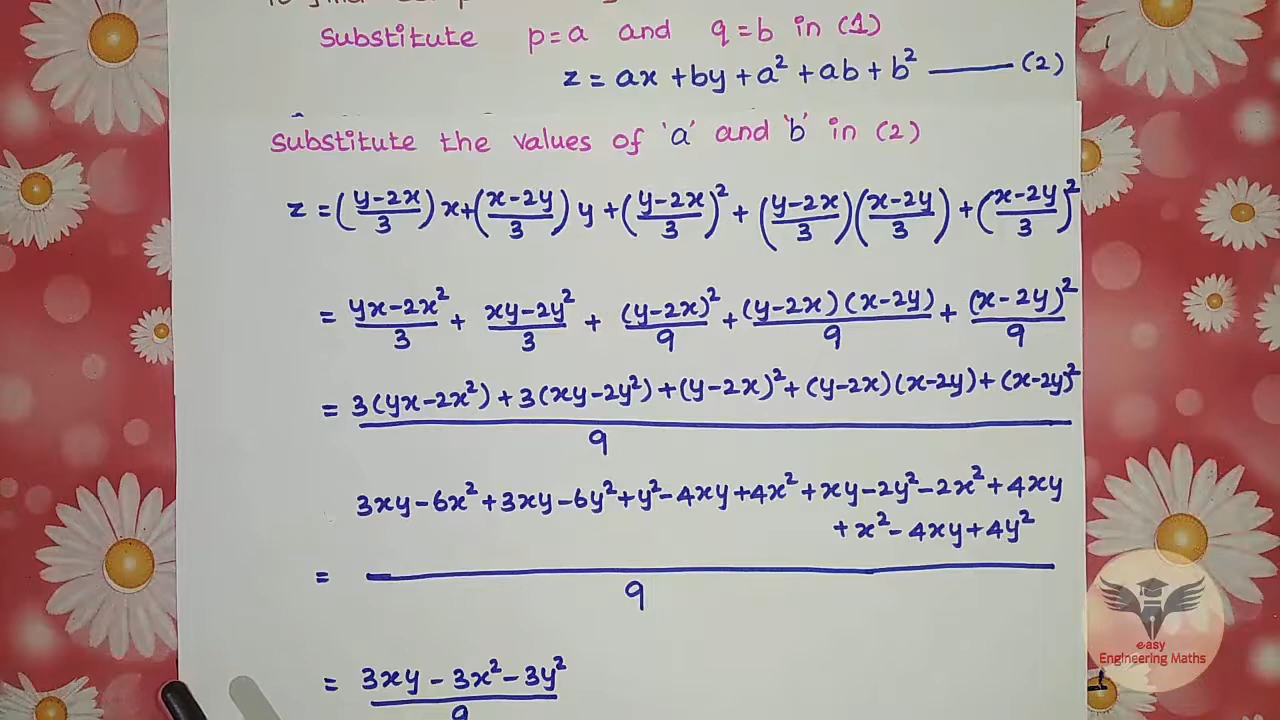 Substitute p=a and q=b in (1)
z = ax + by + a² + ab + b² —— (2)
Substitute the values of 'a' and 'b' in (2)
z = ((y-2x)/3) x + ((x-2y)/3) y + ((y-2x)/3)² + ((y-2x)/3)((x-2y)/3) + ((x-2y)/3)²
= (yx-2x²)/3 + (xy-2y²)/3 + (y-2x)²/9 + (y-2x)(x-2y)/9 + (x-2y)²/9
= 3(yx-2x²) + 3(xy-2y²) + (y-2x)² + (y-2x)(x-2y) + (x-2y)²
9
3xy-6x²+3xy-6y²+y²-4xy+4x²+xy-2y²-2x²+4xy
+x²-4xy+4y²
=
9
= (3xy - 3x² - 3y²)/9
easy
Engineering Maths